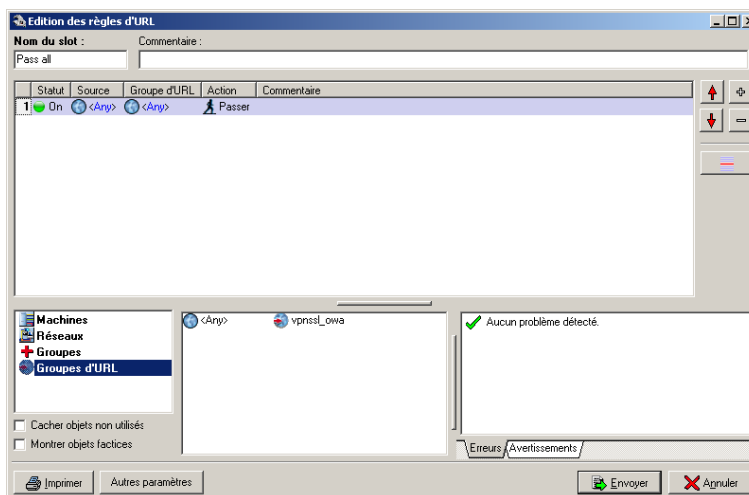 Edition des règles d'URL
Nom du slot :
Commentaire :
Pass all
Statut Source Groupe d'URL Action Commentaire
1 On <Any> <Any> Passer
Machines
Réseaux
Groupes
Groupes d'URL
<Any> vpnssl_owa
Aucun problème détecté.
Cacher objets non utilisés
Montrer objets factices
Erreurs Avertissements
Imprimer
Autres paramètres
Envoyer
Annuler